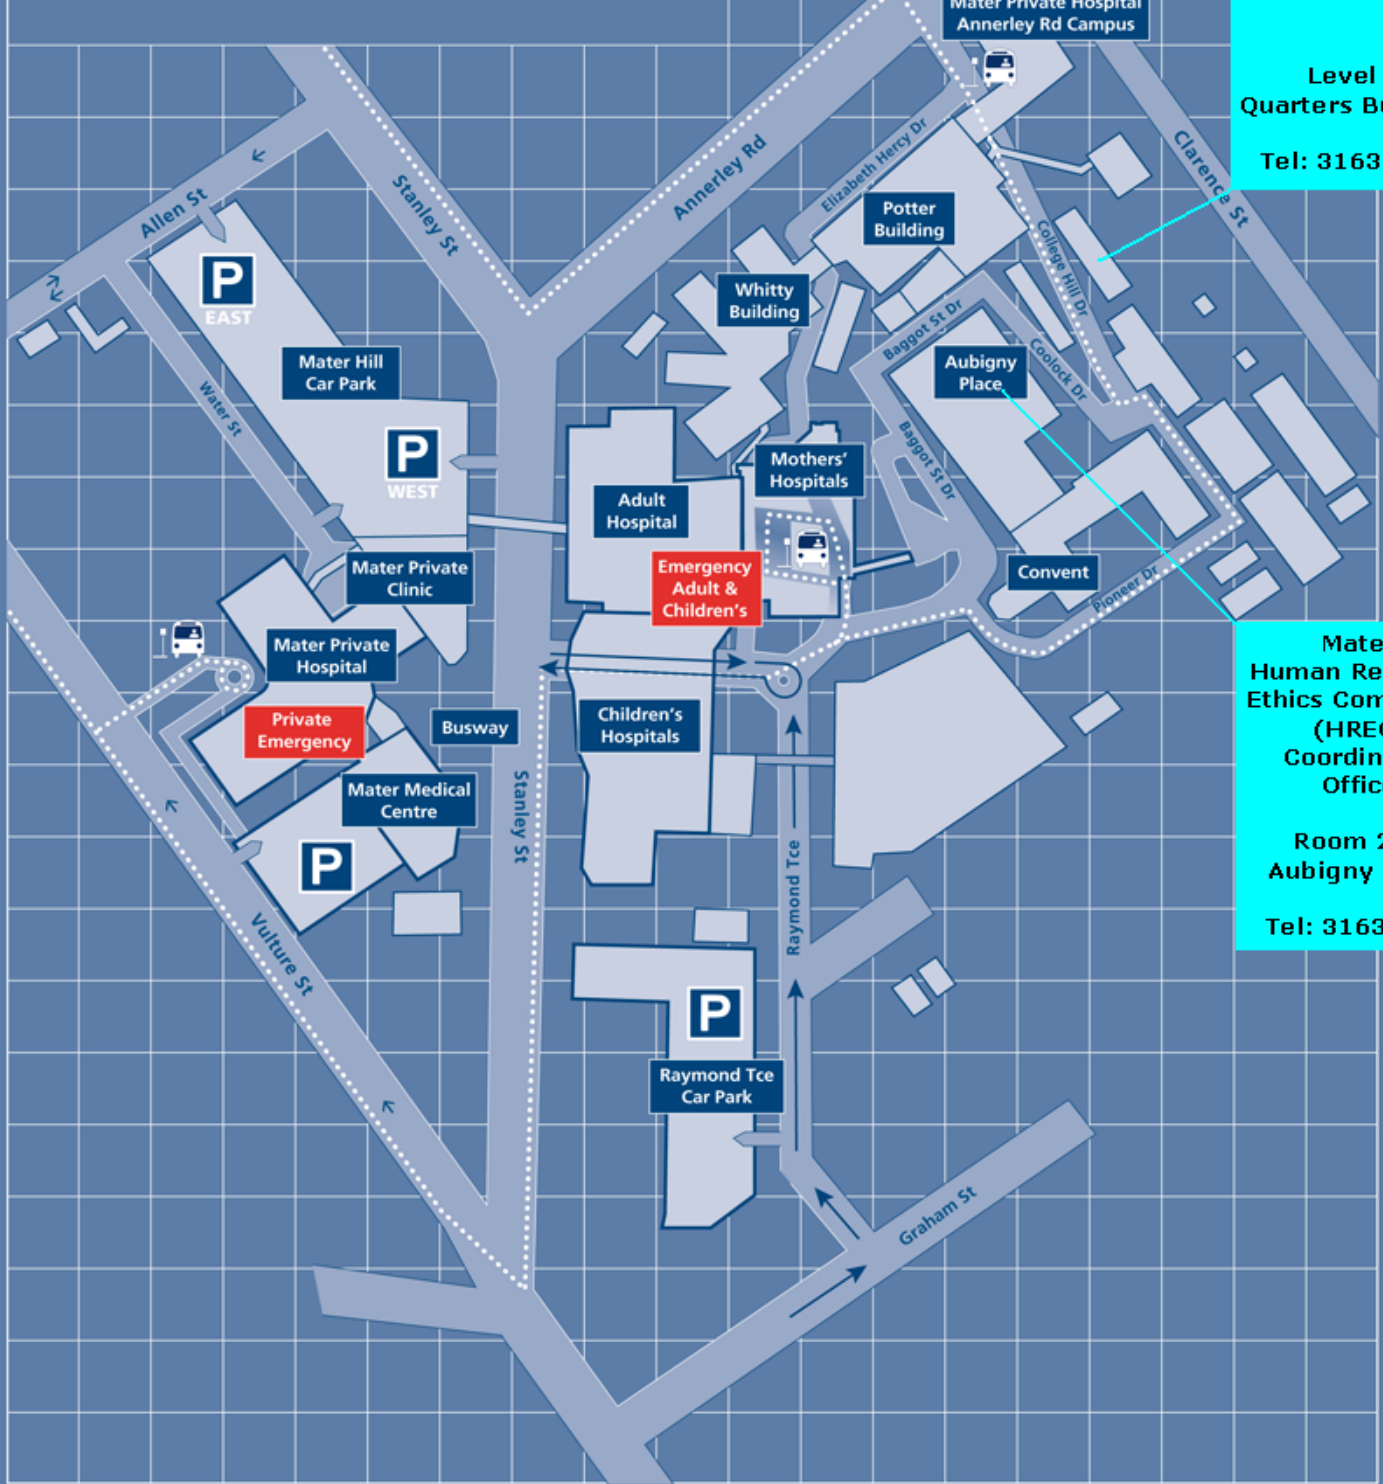 Mater Private Hospital
Annerley Rd Campus
Level
Quarters
Tel: 3163
Clarence St
Elizabeth Hercy Dr
Annerley Rd
Stanley St
Allen St
Potter
Building
College Hill Dr
P
EAST
Whitty
Building
Baggot St Dr
Coolock Dr
Mater Hill
Car Park
Aubigny
Place
Water St
Baggot St Dr
P
WEST
Mothers'
Hospitals
Adult
Hospital
Emergency
Adult &
Children's
Mater Private
Clinic
Convent
Pioneer Dr
Mater Private
Hospital
Private
Emergency
Busway
Children's
Hospitals
Mater Medical
Centre
Stanley St
P
Raymond Tce
Vulture St
P
Raymond Tce
Car Park
Graham St
Mate
Human Re
Ethics Com
(HREC
Coordin
Offic
Room 2
Aubigny
Tel: 3163